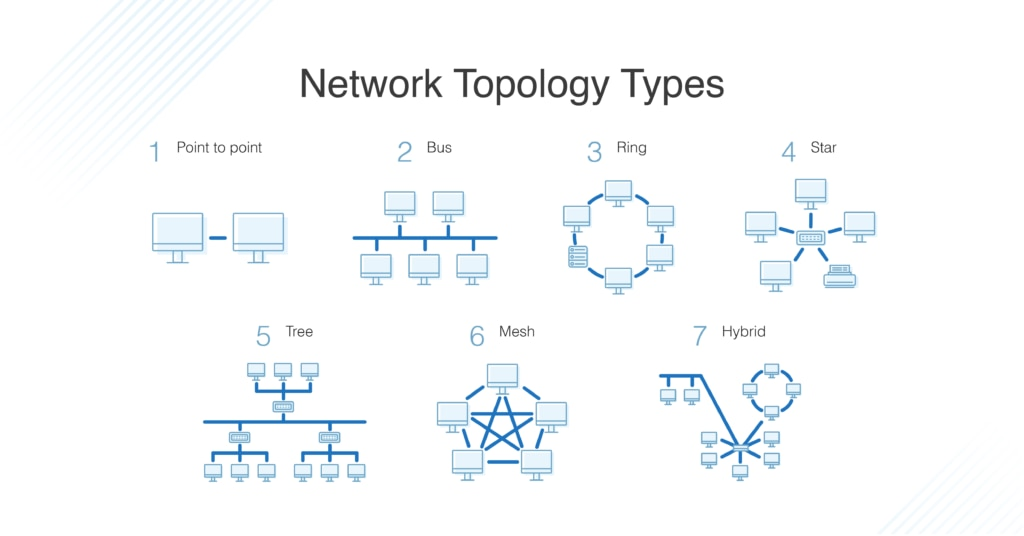 Network Topology Types
1 Point to point
2 Bus
3 Ring
4 Star
5 Tree
6 Mesh
7 Hybrid